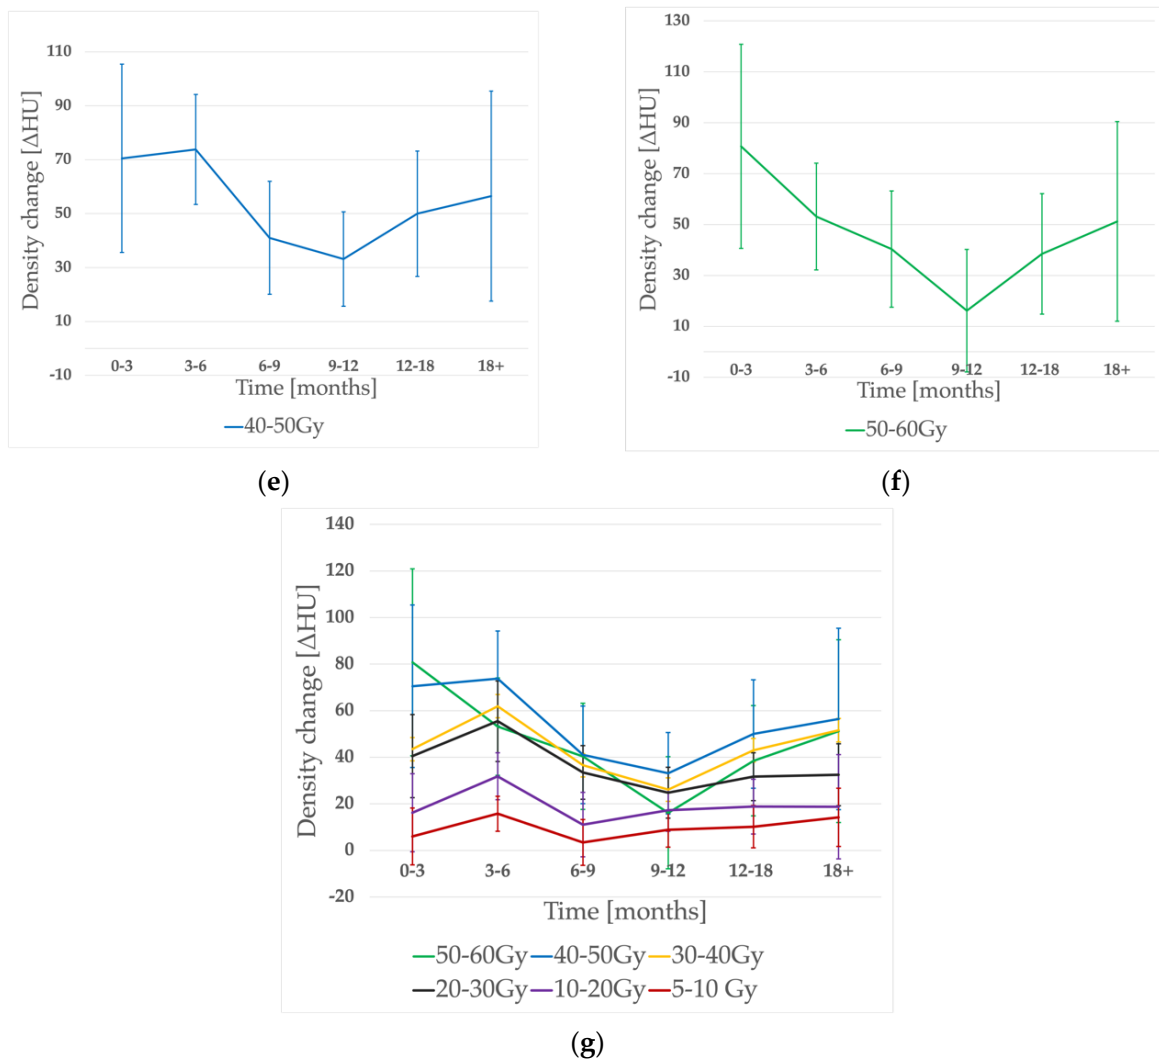 110
90
70
50
30
10
-10
Density change [ΔHU]
0-3 3-6 6-9 9-12 12-18 18+
Time [months]
40-50Gy
(e)
130
110
90
70
50
30
10
-10
Density change [ΔHU]
0-3 3-6 6-9 9-12 12-18 18+
Time [months]
50-60Gy
(f)
140
120
100
80
60
40
20
0
-20
Density change [ΔHU]
0-3 3-6 6-9 9-12 12-18 18+
Time [months]
50-60Gy 40-50Gy 30-40Gy
20-30Gy 10-20Gy 5-10 Gy
(g)